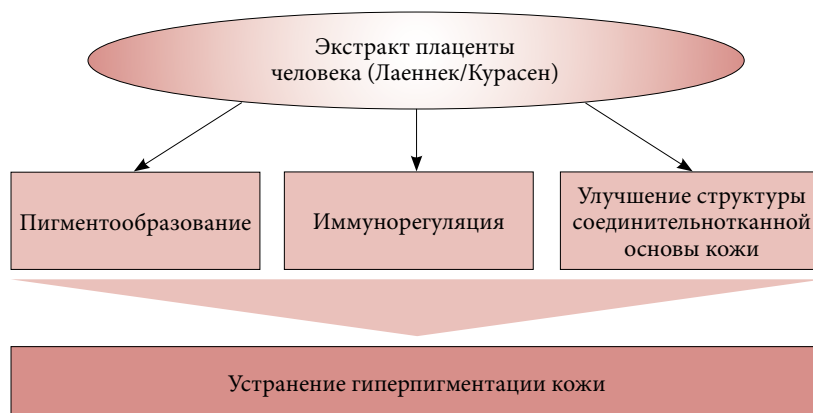 Экстракт плаценты
человека (Лаеннек/Курасен)
Пигментообразование
Иммунорегуляция
Улучшение структуры
соединительнотканной
основы кожи
Устранение гиперпигментации кожи